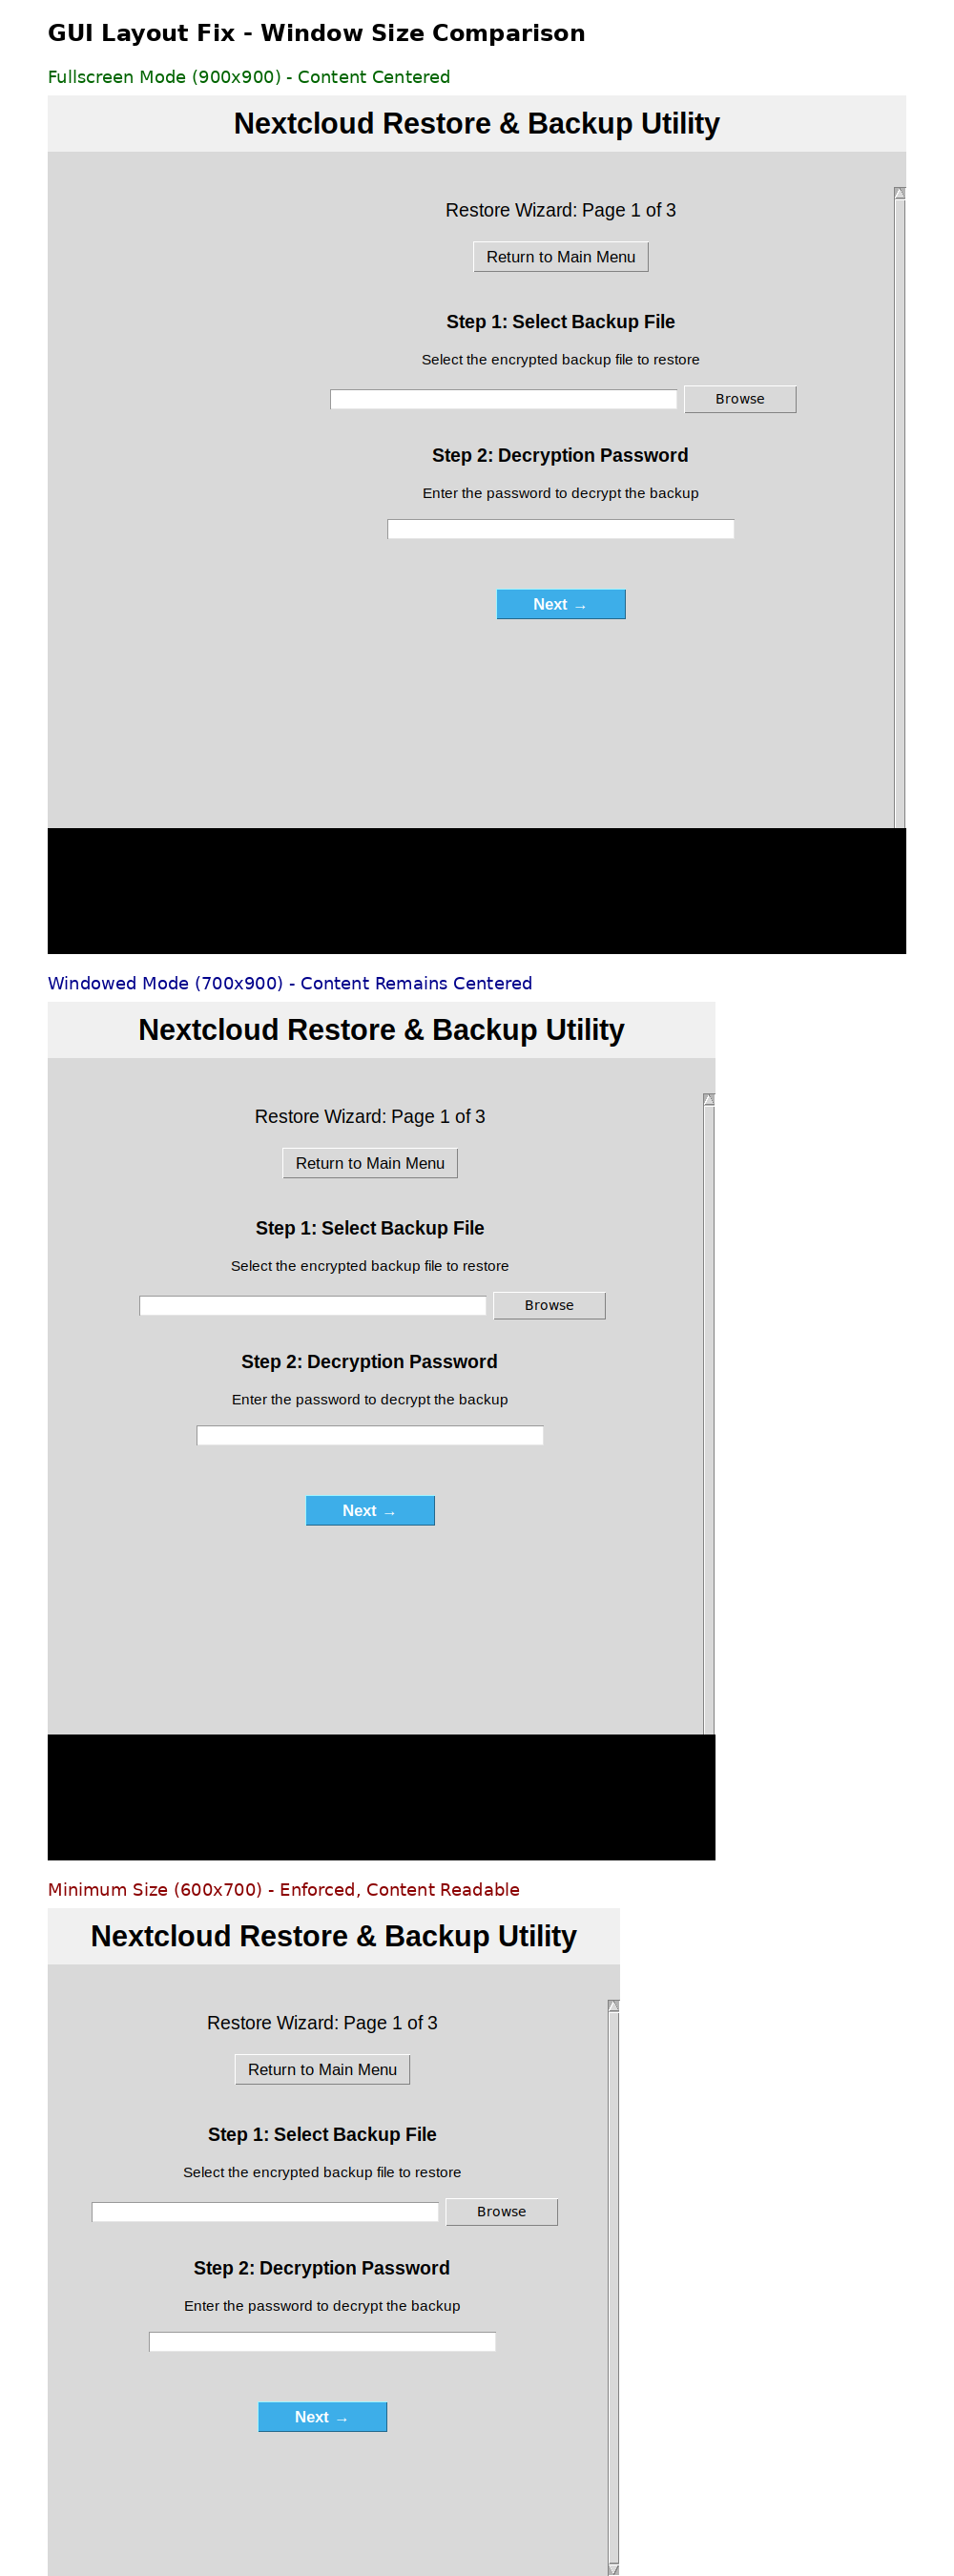 GUI Layout Fix - Window Size Comparison
Fullscreen Mode (900x900) - Content Centered
Nextcloud Restore & Backup Utility
Restore Wizard: Page 1 of 3
Return to Main Menu
Step 1: Select Backup File
Select the encrypted backup file to restore
Browse
Step 2: Decryption Password
Enter the password to decrypt the backup
Next →
Windowed Mode (700x900) - Content Remains Centered
Nextcloud Restore & Backup Utility
Restore Wizard: Page 1 of 3
Return to Main Menu
Step 1: Select Backup File
Select the encrypted backup file to restore
Browse
Step 2: Decryption Password
Enter the password to decrypt the backup
Next →
Minimum Size (600x700) - Enforced, Content Readable
Nextcloud Restore & Backup Utility
Restore Wizard: Page 1 of 3
Return to Main Menu
Step 1: Select Backup File
Select the encrypted backup file to restore
Browse
Step 2: Decryption Password
Enter the password to decrypt the backup
Next →